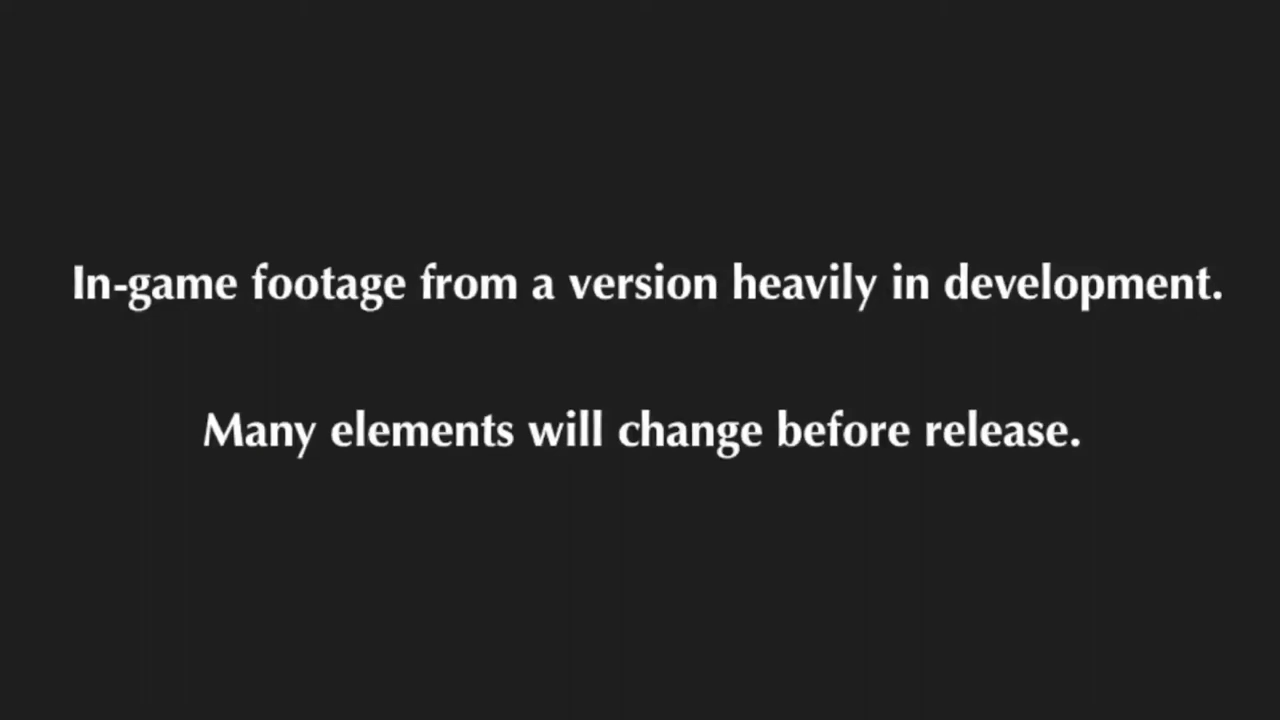 In-game footage from a version heavily in development.
Many elements will change before release.